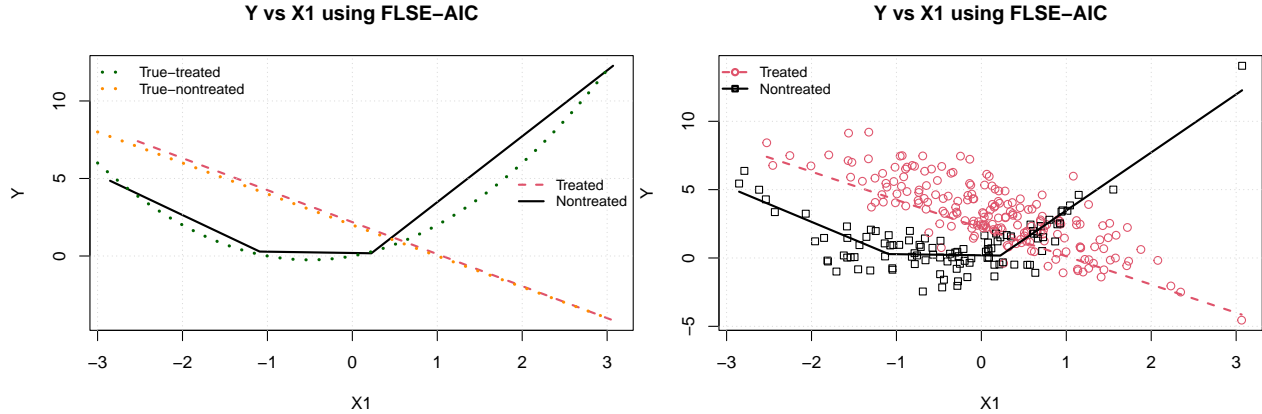 Y vs X1 using FLSE−AIC
True−treated
True−nontreated
Treated
Nontreated
Y
0
5
10
−3
−2
−1
0
1
2
3
X1
Y vs X1 using FLSE−AIC
Treated
Nontreated
Y
−5
0
5
10
−3
−2
−1
0
1
2
3
X1